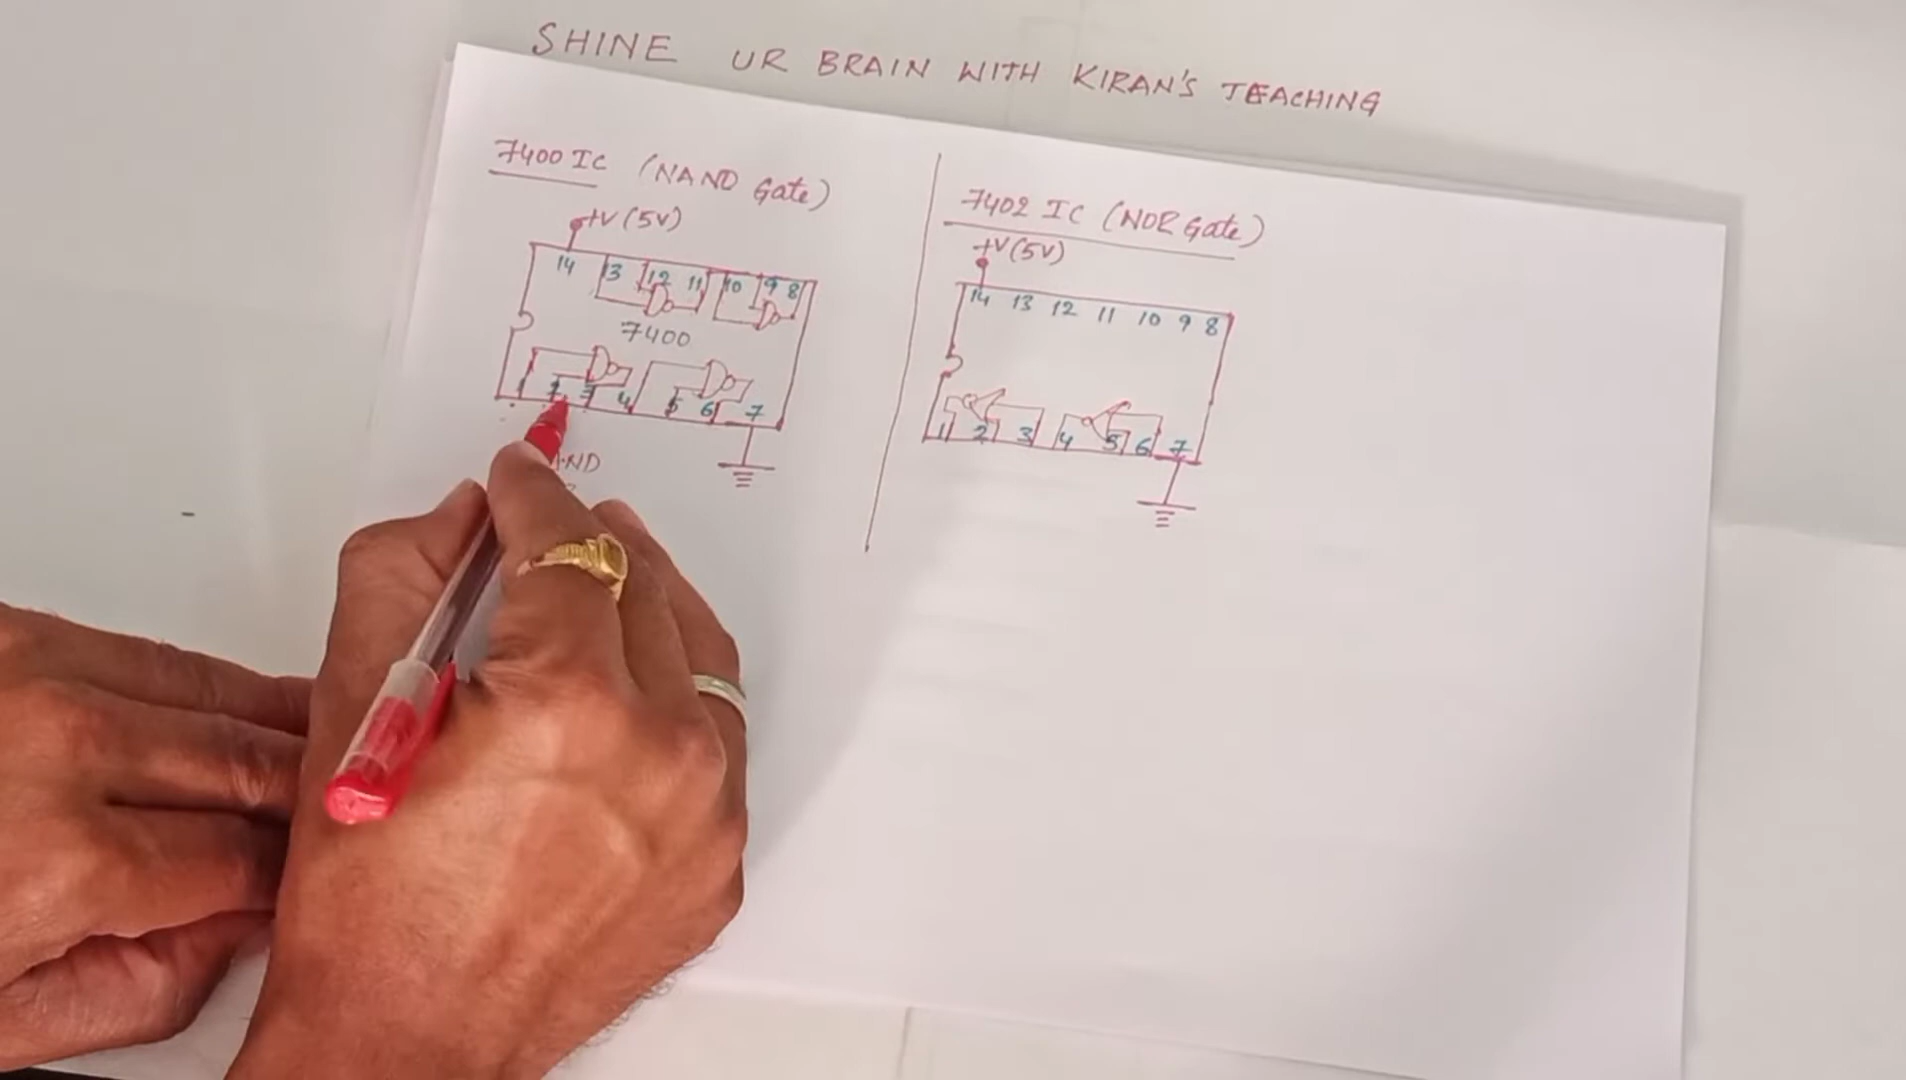 SHINE UR BRAIN WITH KIRAN'S TEACHING
7400 IC (NAND Gate)
+V (5V)
14 13 12 11 10 9 8
7400
1 2 3 4 5 6 7
7402 IC (NOR Gate)
+V (5V)
14 13 12 11 10 9 8
1 2 3 4 5 6 7